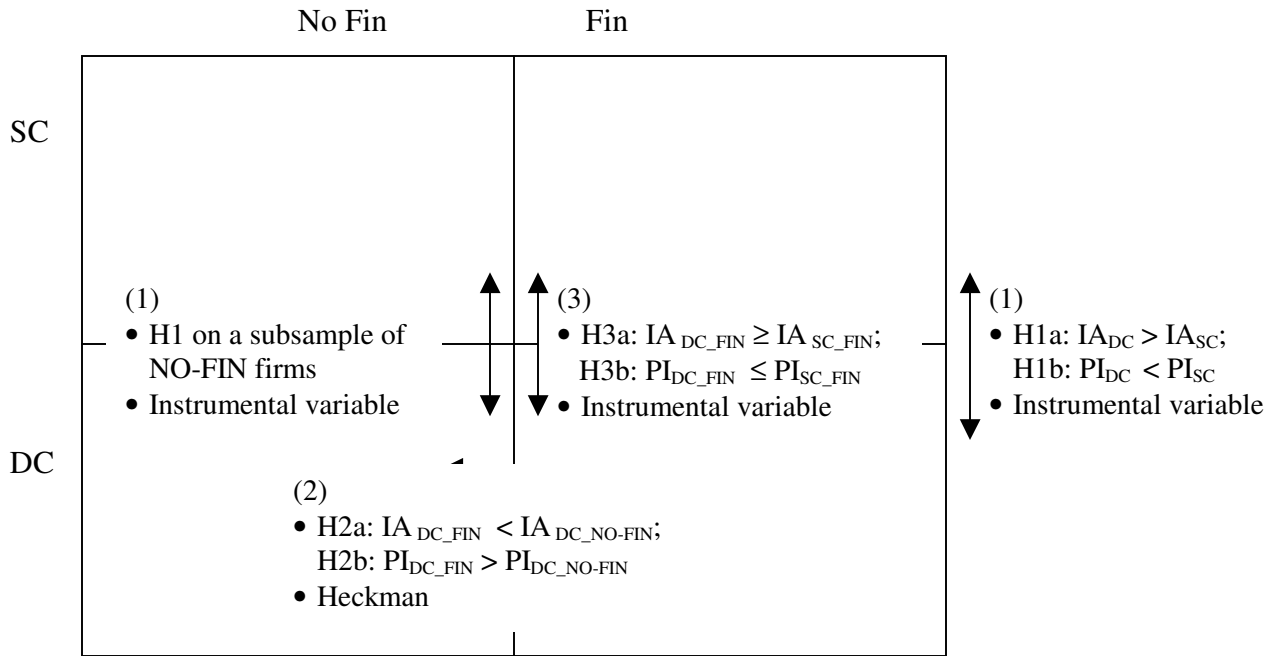 No Fin Fin
SC
(1)
• H1 on a subsample of
NO-FIN firms
• Instrumental variable
(3)
• H3a: IA DC_FIN ≥ IA SC_FIN;
H3b: PIDC_FIN ≤ PISC_FIN
• Instrumental variable
(1)
• H1a: IADC > IASC;
H1b: PIDC < PISC
• Instrumental variable
DC
(2)
• H2a: IA DC_FIN < IA DC_NO-FIN;
H2b: PIDC_FIN > PIDC_NO-FIN
• Heckman